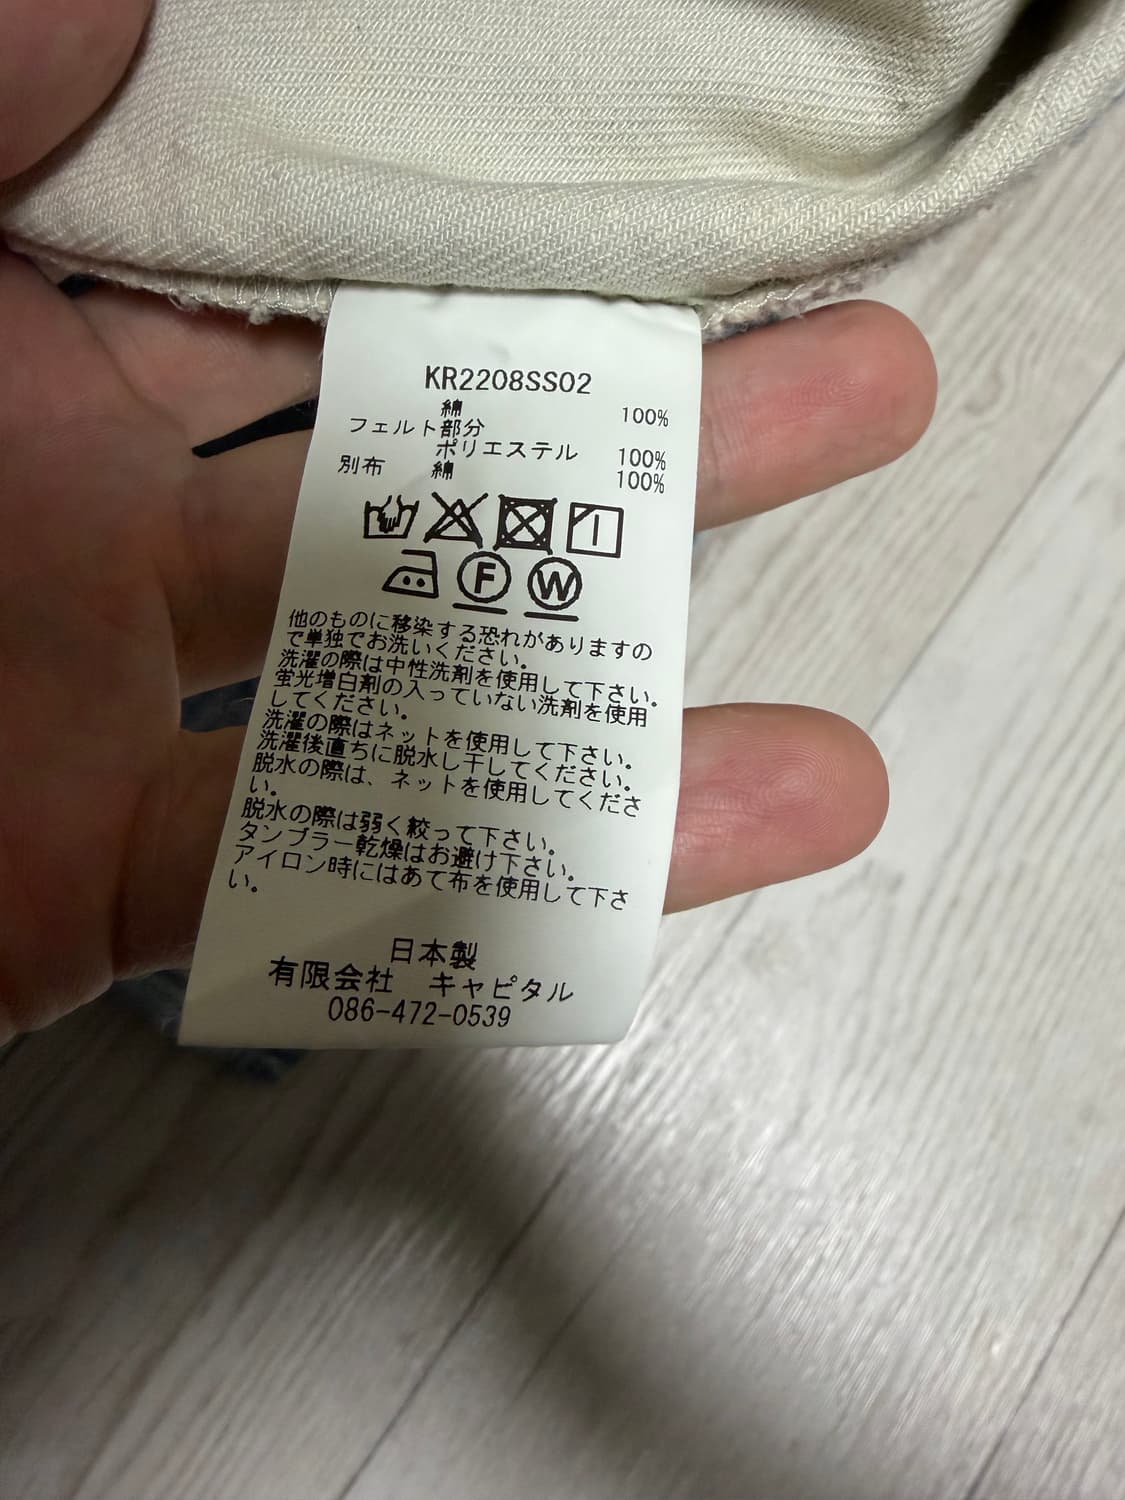 KR2208SS02
綿 100%
フェルト部分
ポリエステル 100%
別布 綿 100%
F W
他のものに移染する恐れがありますの
で単独でお洗いください。
洗濯の際は中性洗剤を使用して下さい。
蛍光増白剤の入っていない洗剤を使用
してください。
洗濯の際はネットを使用して下さい。
洗濯後直ちに脱水し干してください。
脱水の際は、ネットを使用してくださ
い。
脱水の際は弱く絞って下さい。
タンブラー乾燥はお避け下さい。
アイロン時にはあて布を使用して下さ
い。
日本製
有限会社 キャピタル
086-472-0539